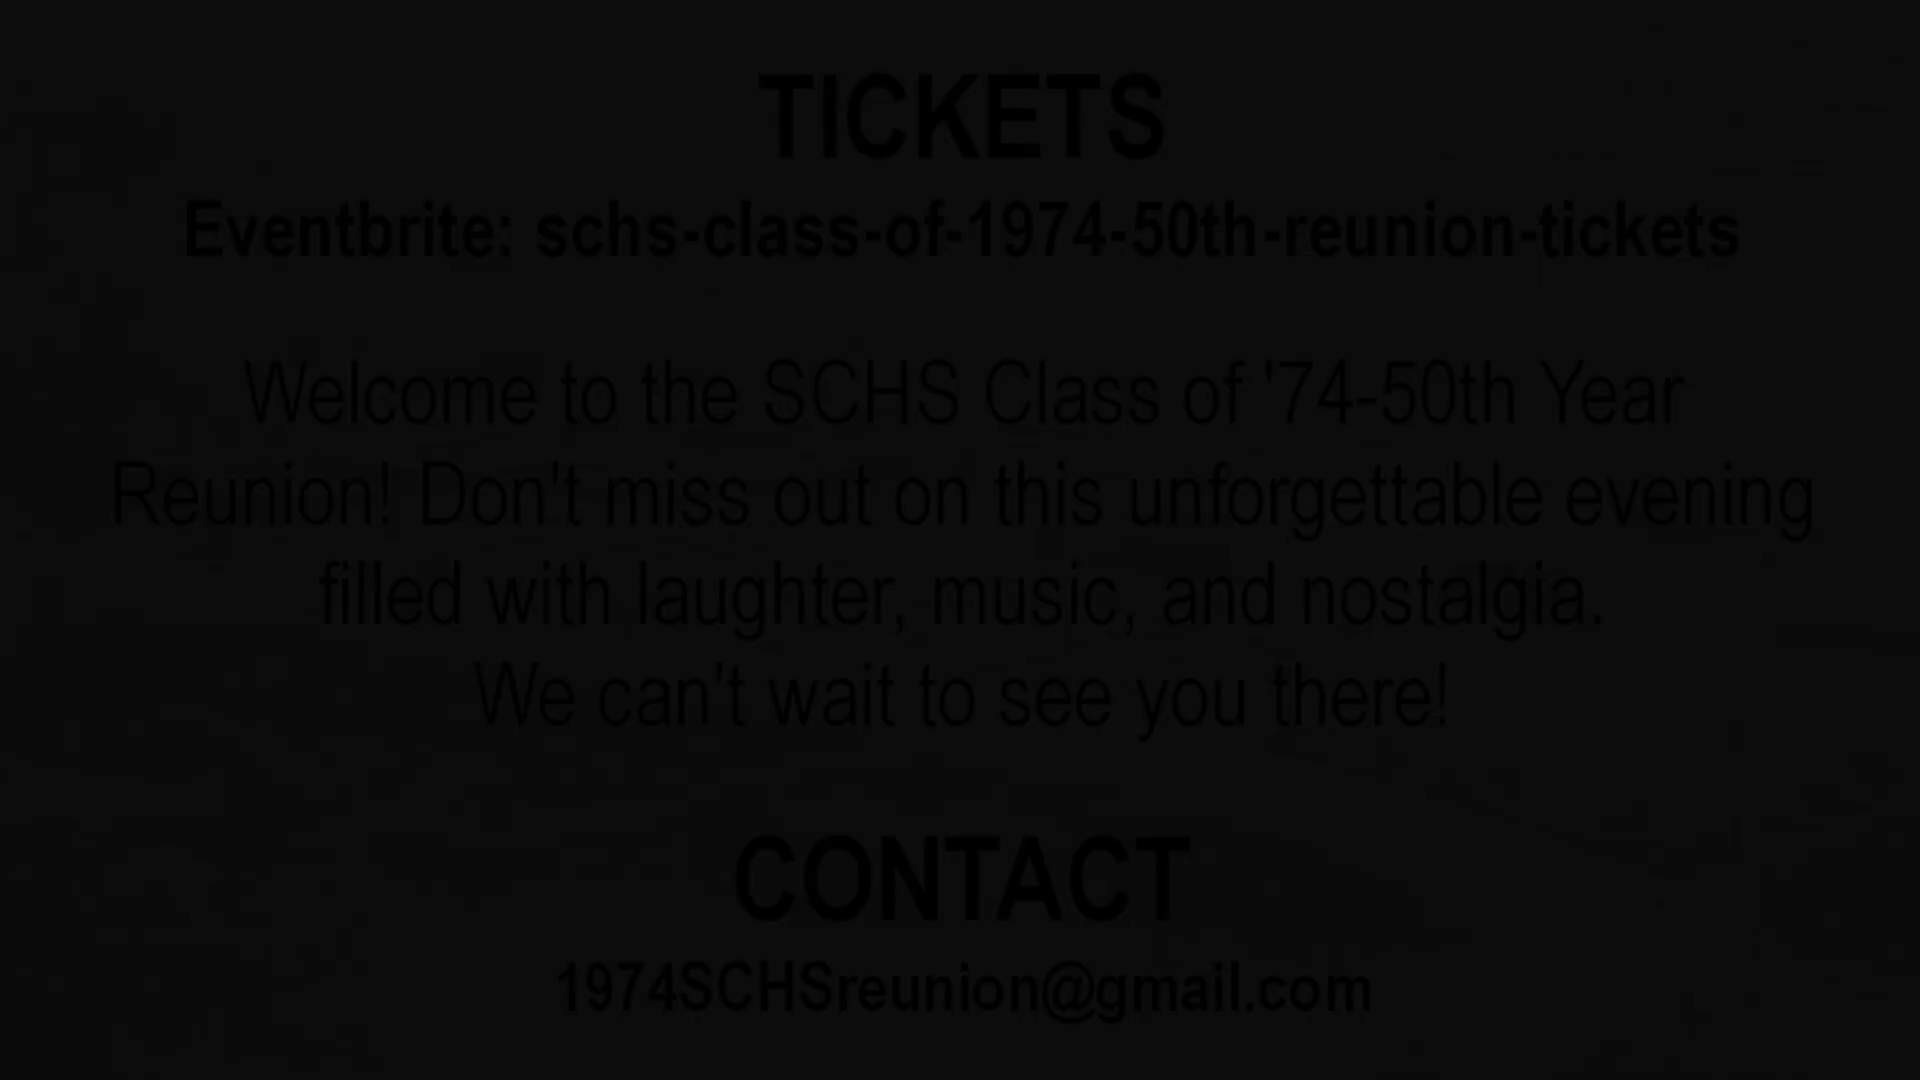 TICKETS
Eventbrite: schs-class-of-1974-50th-reunion-tickets
Welcome to the SCHS Class of '74-50th Year
Reunion! Don't miss out on this unforgettable evening
filled with laughter, music, and nostalgia.
We can't wait to see you there!
CONTACT
1974SCHSreunion@gmail.com